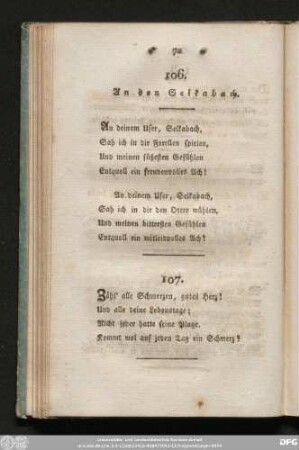 72
106.
An den Selkabach.
An deinem Ufer, Selkabach,
Sah ich in dir Forellen spielen,
Und meinen süßesten Gefühlen
Entquoll ein freudenvolles Ach!
An deinem Ufer, Selkabach,
Sah ich in dir den Otter wühlen,
Und meinen bittersten Gefühlen
Entquoll ein mitleidvolles Ach!
107.
Zähl' alle Schmerzen, gutes Herz!
Und alle deine Lebenstage;
Nicht jeder hatte seine Plage.
Kommt wol auf jeden Tag ein Schmerz?
DFG